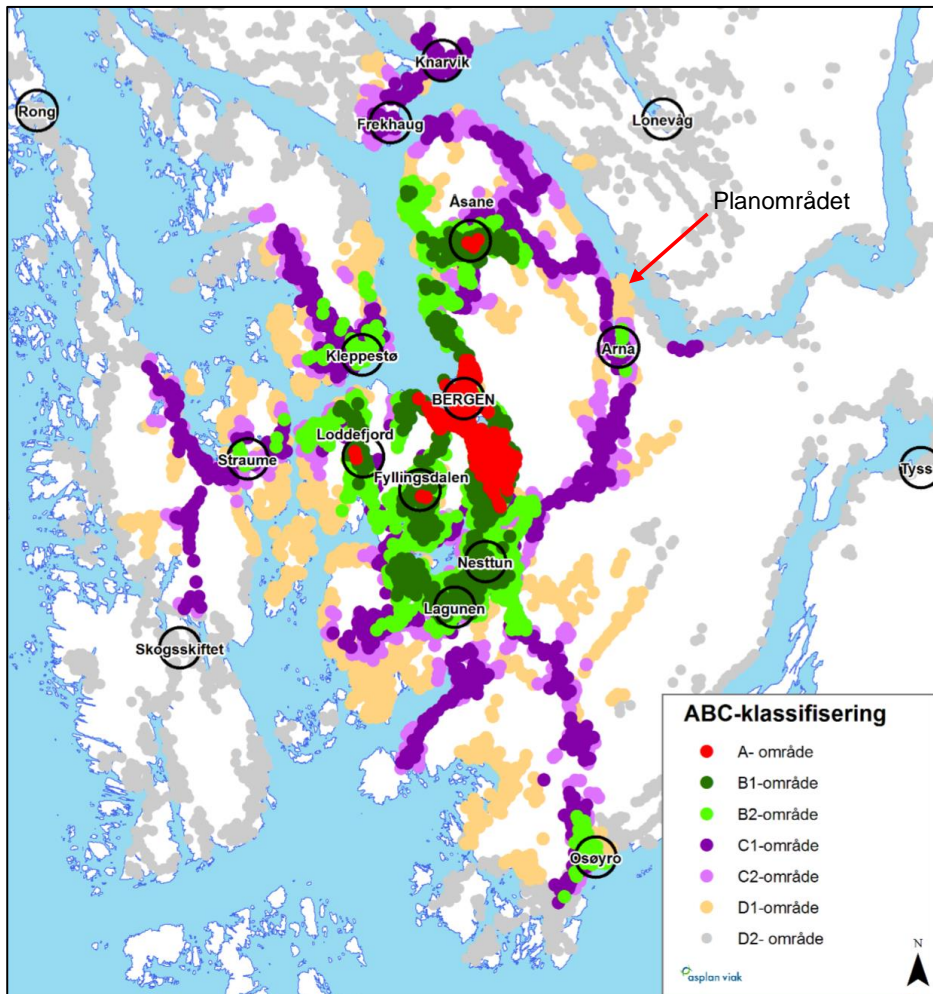 Knarvik
Rong
Frekhaug
Lonevåg
Åsane
Planområdet
Arna
Kleppestø
BERGEN
Loddefjord
Straume
Fyllingsdalen
Tyss
Nesttun
Lagunen
Skogsskiftet
Osøyro
ABC-klassifisering
A- område
B1-område
B2-område
C1-område
C2-område
D1-område
D2- område
N
asplan viak